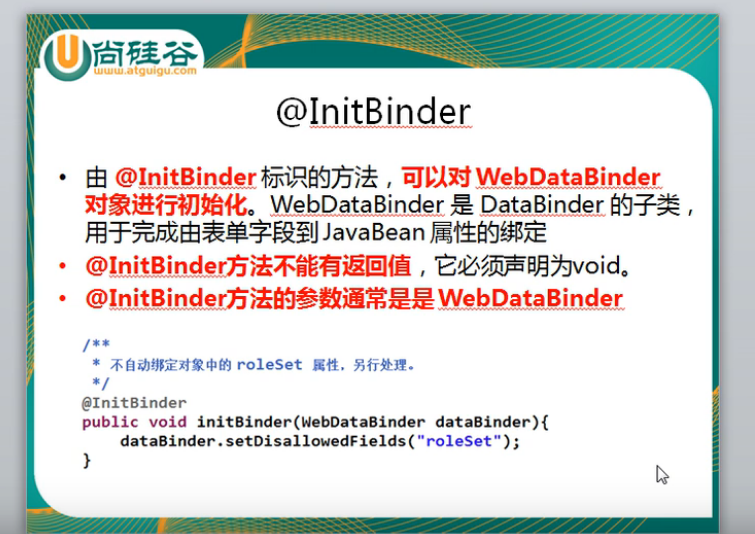 尚硅谷
www.atguigu.com
@InitBinder
• 由 @InitBinder 标识的方法，可以对 WebDataBinder
对象进行初始化。WebDataBinder 是 DataBinder 的子类，
用于完成由表单字段到 JavaBean 属性的绑定
• @InitBinder方法不能有返回值，它必须声明为void。
• @InitBinder方法的参数通常是是 WebDataBinder
/**
* 不自动绑定对象中的 roleSet 属性，另行处理。
*/
@InitBinder
public void initBinder(WebDataBinder dataBinder){
dataBinder.setDisallowedFields("roleSet");
}